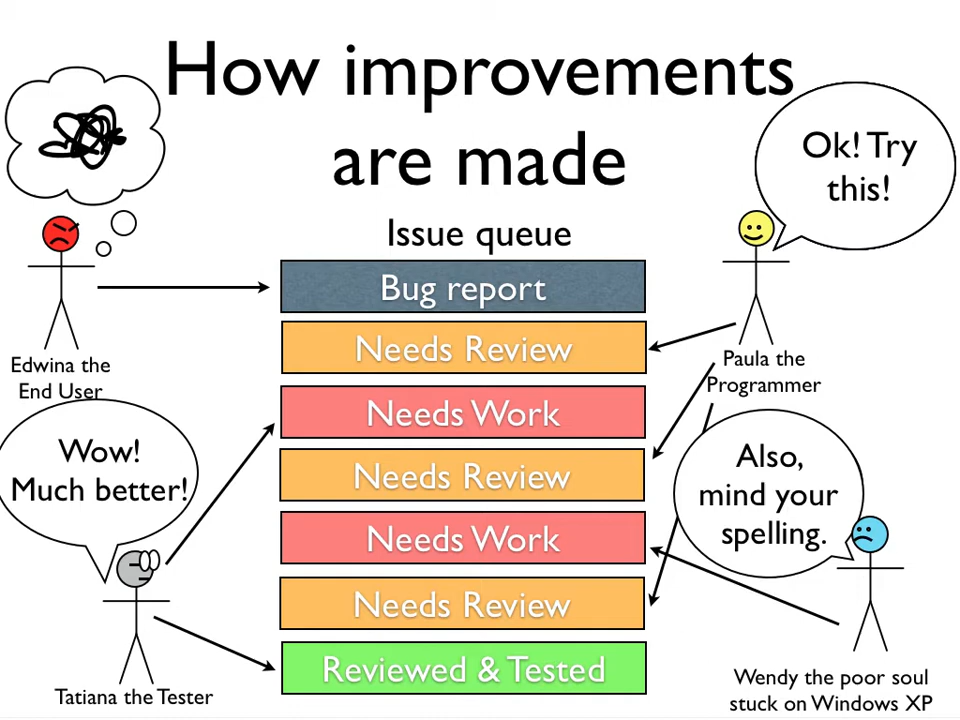 How improvements
are made
Ok! Try
this!
Issue queue
Bug report
Needs Review
Edwina the
End User
Paula the
Programmer
Needs Work
Wow!
Much better!
Needs Review
Also,
mind your
spelling.
Needs Work
Needs Review
Reviewed & Tested
Tatiana the Tester
Wendy the poor soul
stuck on Windows XP